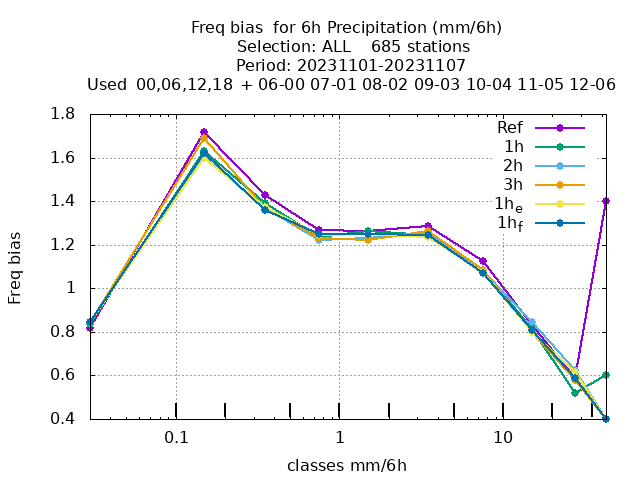 Freq bias  for 6h Precipitation (mm/6h)
Selection: ALL    685 stations
Period: 20231101-20231107
Used  00,06,12,18  + 06-00 07-01 08-02 09-03 10-04 11-05 12-06
1.8
1.6
1.4
1.2
1
0.8
0.6
0.4
Freq bias
Ref
1h
2h
3h
1he
1hf
0.1 1 10
classes mm/6h